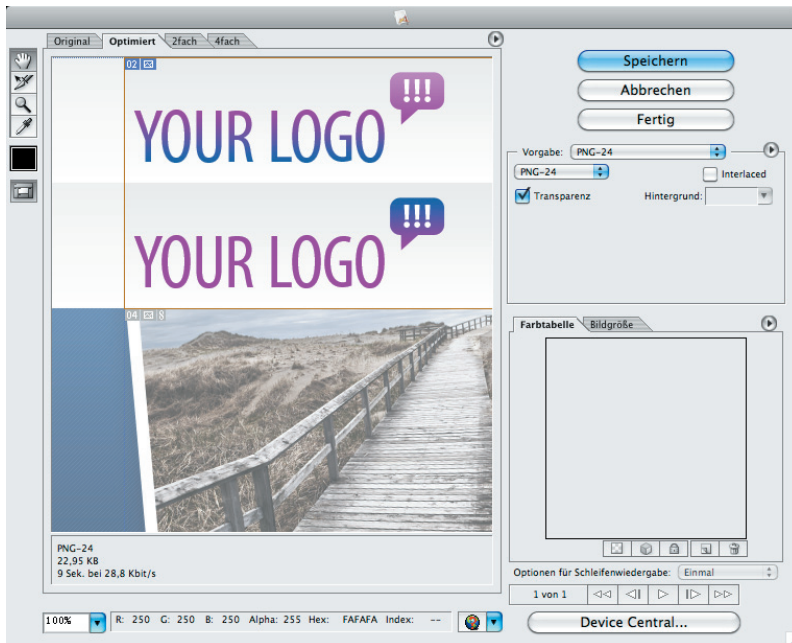 Original Optimiert 2fach 4fach
02
YOUR LOGO !!!
YOUR LOGO !!!
04 8
PNG-24
22,95 KB
9 Sek. bei 28,8 Kbit/s
100% R: 250 G: 250 B: 250 Alpha: 255 Hex: FAFAFA Index: --
Speichern
Abbrechen
Fertig
Vorgabe: PNG-24
PNG-24 Interlaced
Transparenz Hintergrund:
Farbtabelle Bildgröße
Optionen für Schleifenwiedergabe: Einmal
1 von 1
Device Central...